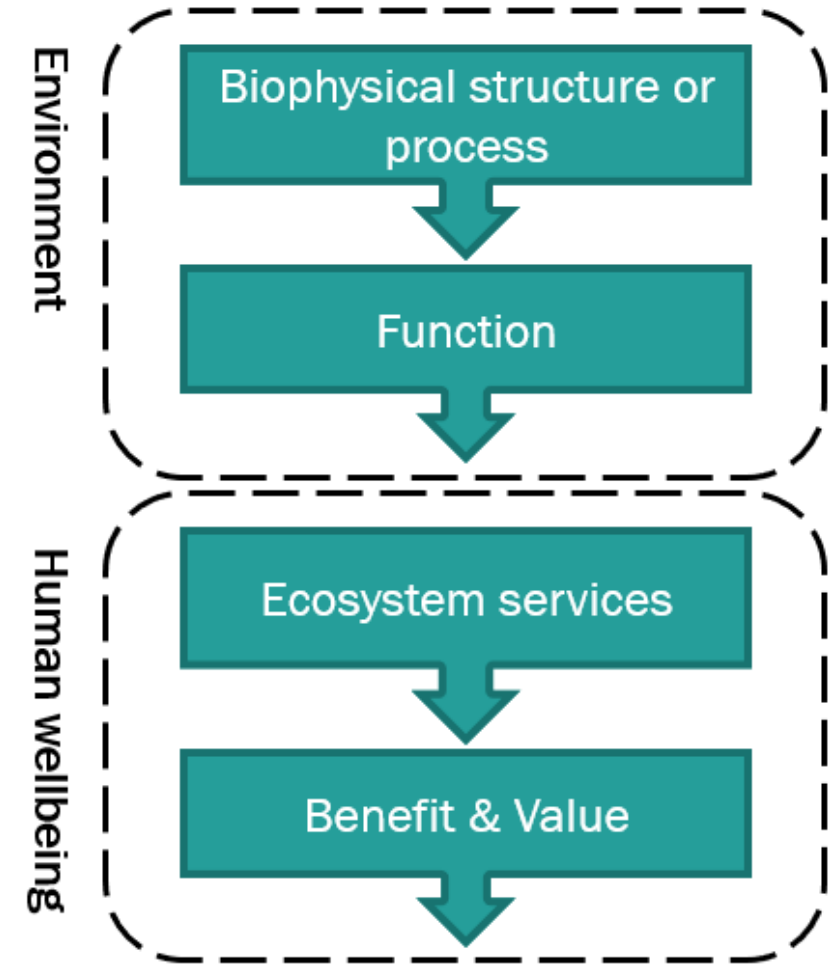 Environment
Biophysical structure or
process
Function
Human wellbeing
Ecosystem services
Benefit & Value